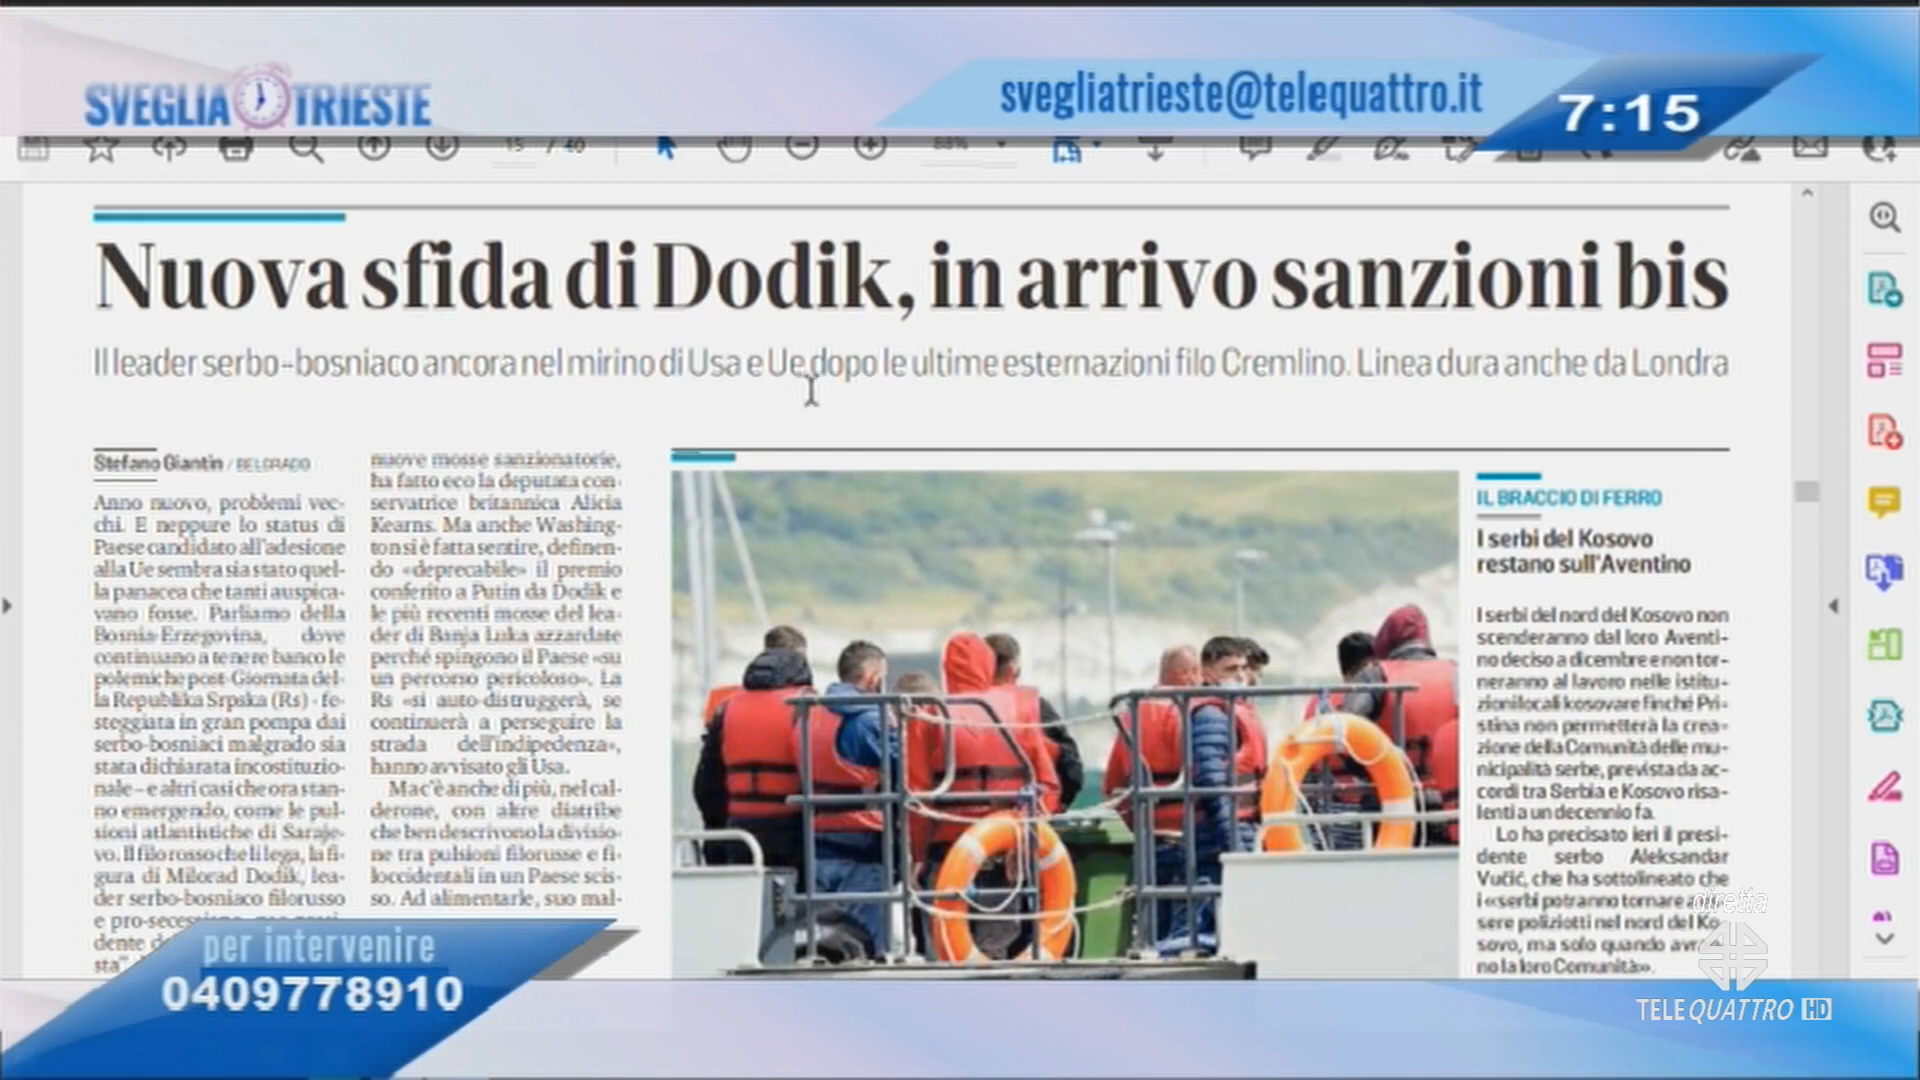 SVEGLIA TRIESTE
svegliatrieste@telequattro.it
7:15
15 / 40
88%
Nuova sfida di Dodik, in arrivo sanzioni bis
Il leader serbo-bosniaco ancora nel mirino di Usa e Ue dopo le ultime esternazioni filo Cremlino. Linea dura anche da Londra
Stefano Giantin / BELGRADO
Anno nuovo, problemi vec-
chi. E neppure lo status di
Paese candidato all'adesione
alla Ue sembra sia stato quel-
la panacea che tanti auspica-
vano fosse. Parliamo della
Bosnia-Erzegovina, dove
continuano a tenere banco le
polemiche post-Giornata del-
la Republika Srpska (Rs) - fe-
steggiata in gran pompa dai
serbo-bosniaci malgrado sia
stata dichiarata incostituzio-
nale – e altri casi che ora stan-
no emergendo, come le pul-
sioni atlantistiche di Saraje-
vo. Il filo rosso che li lega, la fi-
gura di Milorad Dodik, lea-
der serbo-bosniaco filorusso
e pro-
dente
sta"
nuove mosse sanzionatorie,
ha fatto eco la deputata con-
servatrice britannica Alicia
Kearns. Ma anche Washing-
ton si è fatta sentire, definen-
do «deprecabile» il premio
conferito a Putin da Dodik e
le più recenti mosse del lea-
der di Banja Luka azzardate
perché spingono il Paese «su
un percorso pericoloso». La
Rs «si auto-distruggerà, se
continuerà a perseguire la
strada dell'indipedenza»,
hanno avvisato gli Usa.
Ma c'è anche di più, nel cal-
derone, con altre diatribe
che ben descrivono la divisio-
ne tra pulsioni filorusse e fi-
loccidentali in un Paese scis-
so. Ad alimentarle, suo mal-
IL BRACCIO DI FERRO
I serbi del Kosovo
restano sull'Aventino
I serbi del nord del Kosovo non
scenderanno dal loro Aventi-
no deciso a dicembre e non tor-
neranno al lavoro nelle istitu-
zioni locali kosovare finché Pri-
stina non permetterà la crea-
zione della Comunità delle mu-
nicipalità serbe, prevista da ac-
cordi tra Serbia e Kosovo risa-
lenti a un decennio fa.
Lo ha precisato ieri il presi-
dente serbo Aleksandar
Vučić, che ha sottolineato che
i «serbi potranno tornare
sere poliziotti nel nord del Ko-
sovo, ma solo quando
no la loro Comunità».
per intervenire
0409778910
diretta
TELEQUATTRO HD